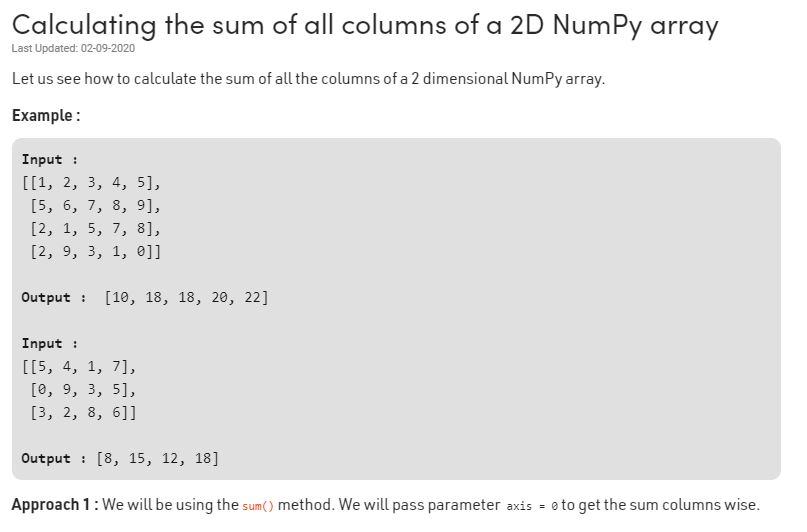 Calculating the sum of all columns of a 2D NumPy array
Last Updated: 02-09-2020
Let us see how to calculate the sum of all the columns of a 2 dimensional NumPy array.
Example :
Input :
[[1, 2, 3, 4, 5],
[5, 6, 7, 8, 9],
[2, 1, 5, 7, 8],
[2, 9, 3, 1, 0]]
Output : [10, 18, 18, 20, 22]
Input :
[[5, 4, 1, 7],
[0, 9, 3, 5],
[3, 2, 8, 6]]
Output : [8, 15, 12, 18]
Approach 1 : We will be using the sum() method. We will pass parameter axis = 0 to get the sum columns wise.